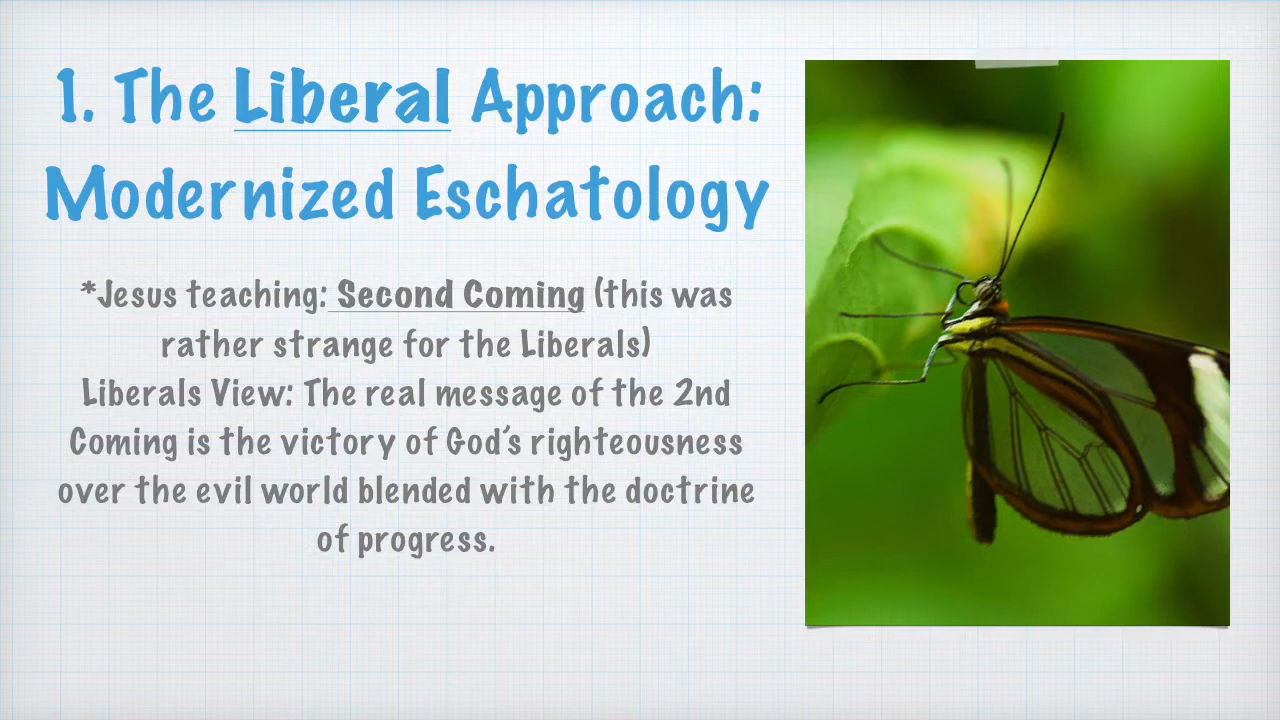 1. The Liberal Approach:
Modernized Eschatology
*Jesus teaching: Second Coming (this was
rather strange for the Liberals)
Liberals View: The real message of the 2nd
Coming is the victory of God's righteousness
over the evil world blended with the doctrine
of progress.